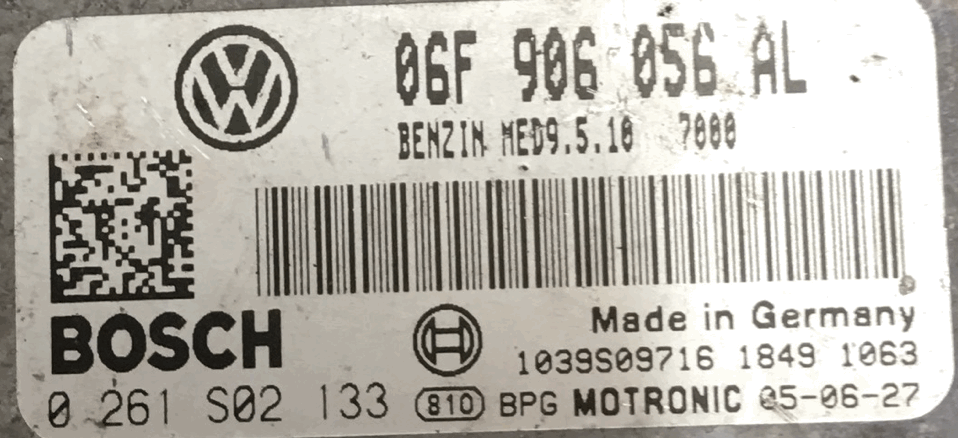 06F 906 056 AL
BENZIN MED9.5.10 7000
BOSCH
Made in Germany
1039S09716 1849 1063
0 261 S02 133 810 BPG MOTRONIC 05-06-27